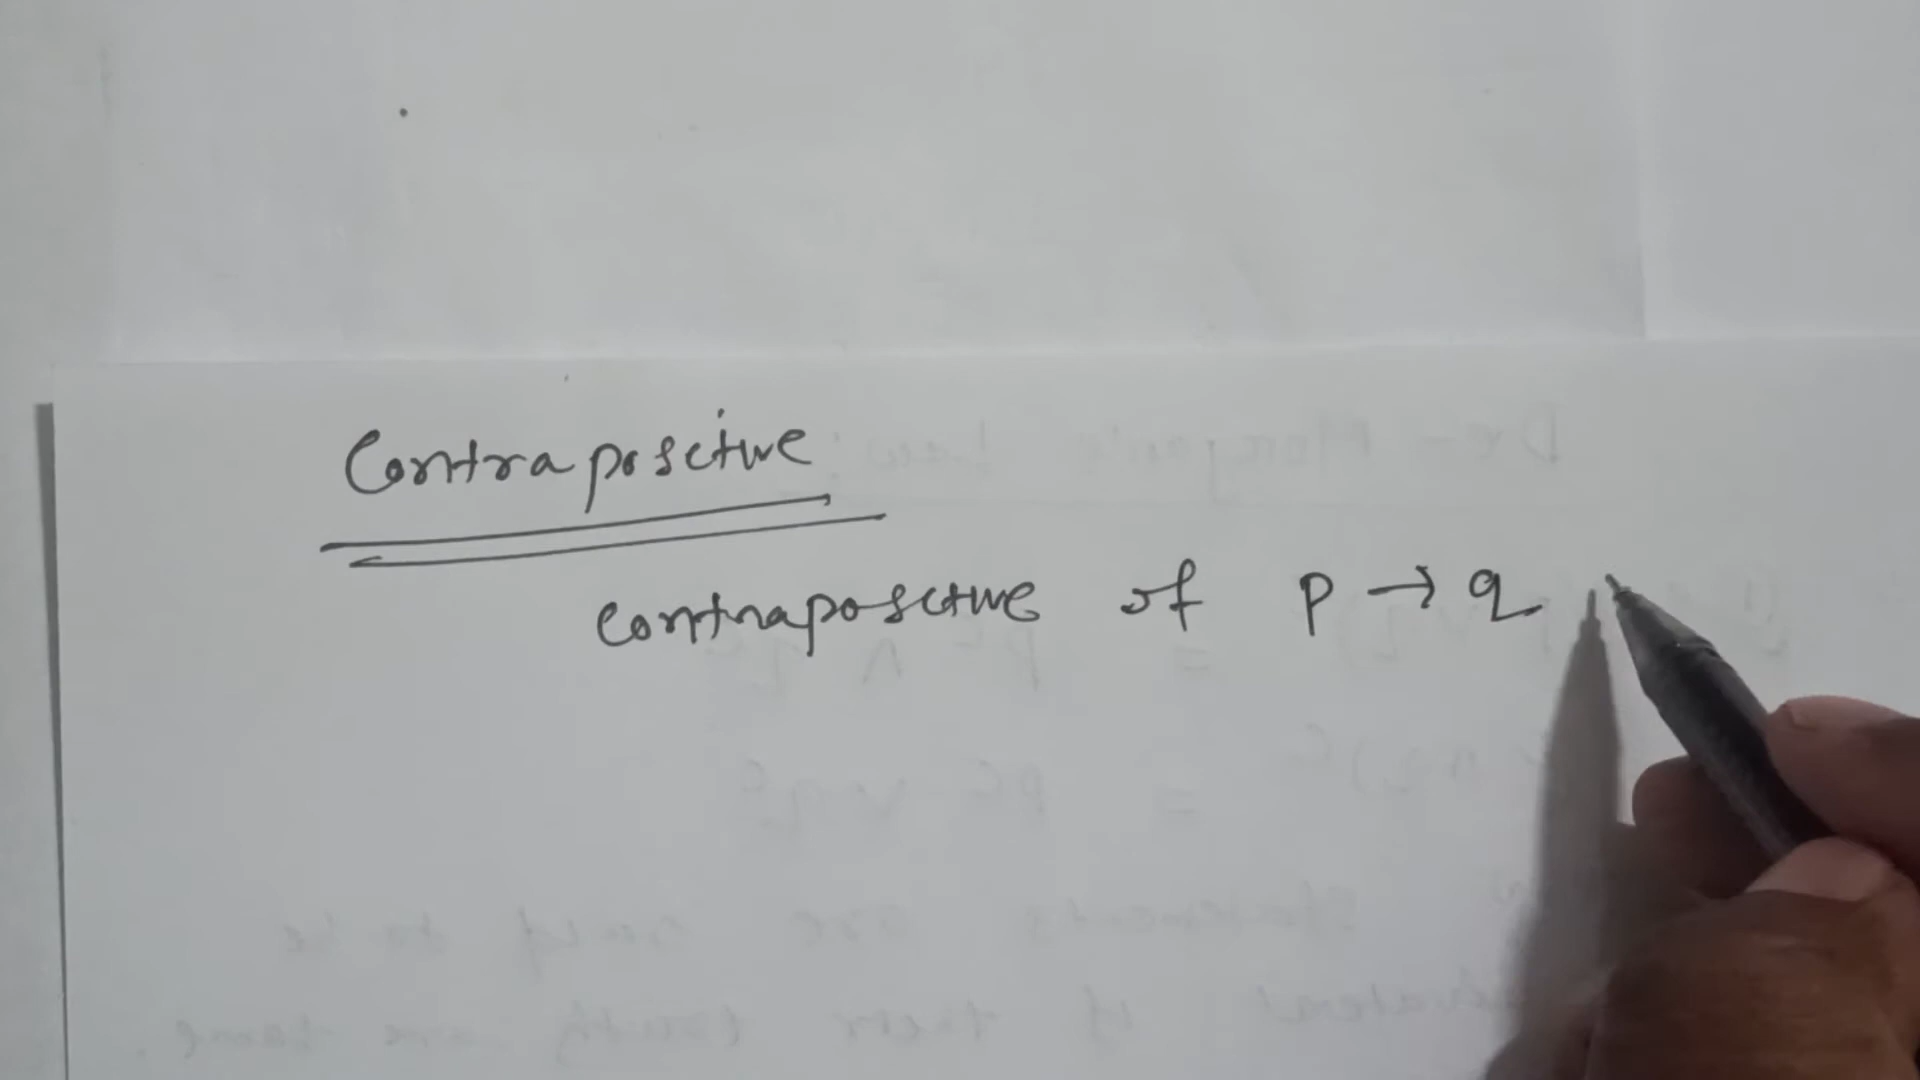 Contrapositive
contrapositive of p → q